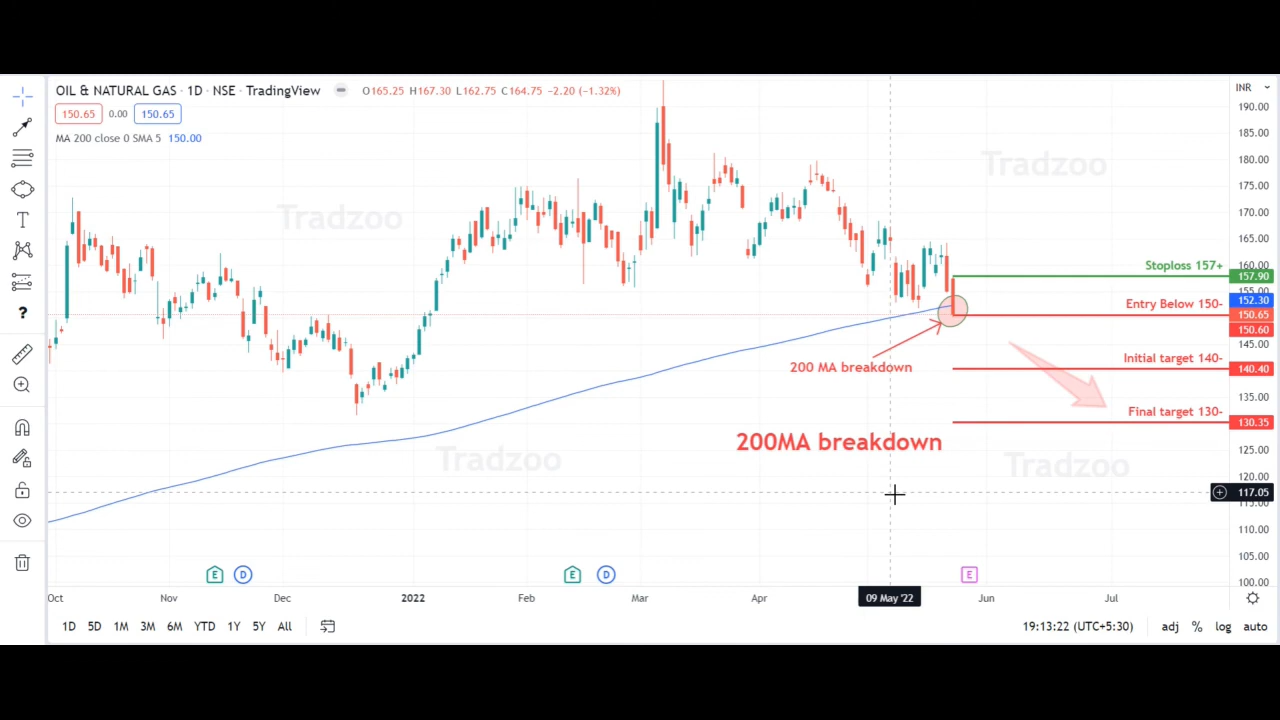 OIL & NATURAL GAS · 1D · NSE · TradingView O165.25 H167.30 L162.75 C164.75 −2.20 (−1.32%) INR
150.65 0.00 150.65
MA 200 close 0 SMA 5 150.00
190.00
185.00
Tradzoo
180.00
175.00
Tradzoo
170.00
165.00
Stoploss 157+
160.00
157.90
155.00
152.30
Entry Below 150-
150.65
150.60
145.00
200 MA breakdown
Initial target 140-
140.40
135.00
Final target 130-
130.35
200MA breakdown
125.00
Tradzoo
Tradzoo
120.00
117.05
115.00
110.00
105.00
E D E D E
100.00
Oct Nov Dec 2022 Feb Mar Apr 09 May '22 Jun Jul
1D 5D 1M 3M 6M YTD 1Y 5Y All 19:13:22 (UTC+5:30) adj % log auto